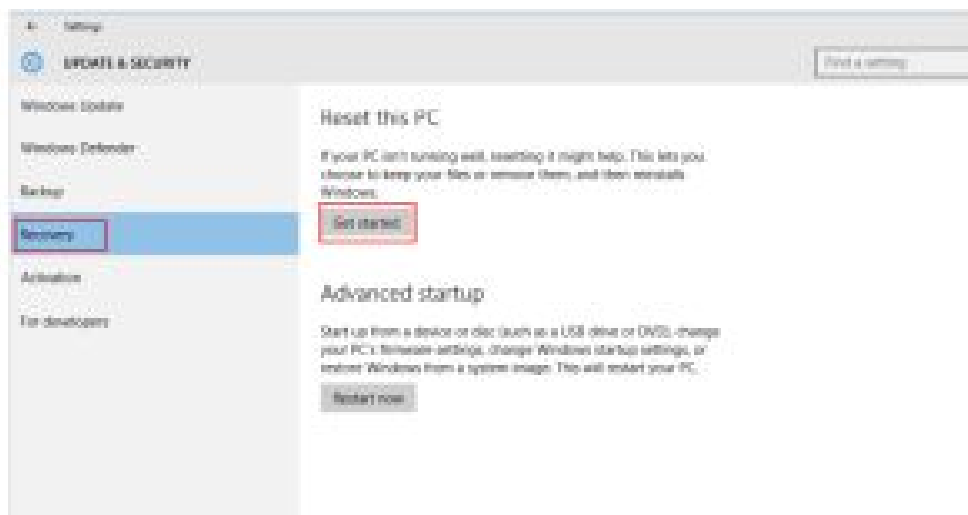 Settings
UPDATE & SECURITY
Find a setting
Windows Update
Windows Defender
Backup
Recovery
Activation
For developers
Reset this PC
If your PC isn't running well, resetting it might help. This lets you
choose to keep your files or remove them, and then reinstalls
Windows.
Get started
Advanced startup
Start up from a device or disc (such as a USB drive or DVD), change
your PC's firmware settings, change Windows startup settings, or
restore Windows from a system image. This will restart your PC.
Restart now